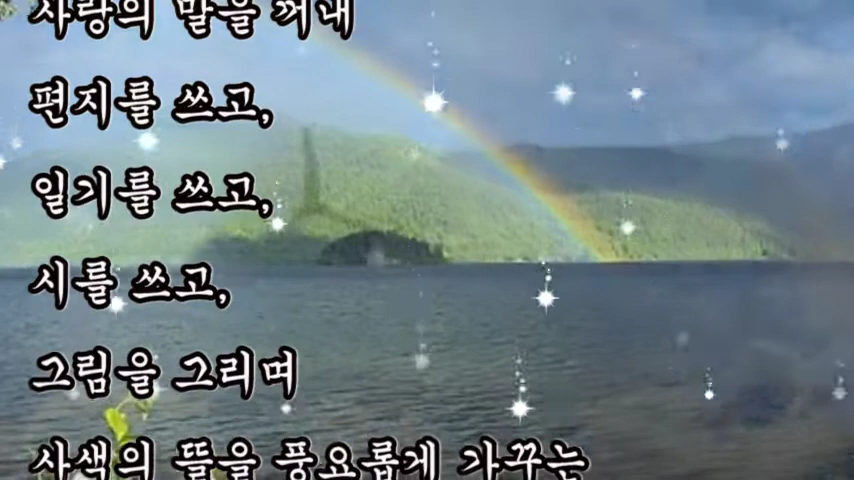 사랑의 말을 꺼내
편지를 쓰고,
일기를 쓰고,
시를 쓰고,
그림을 그리며
사색의 뜰을 풍요롭게 가꾸는